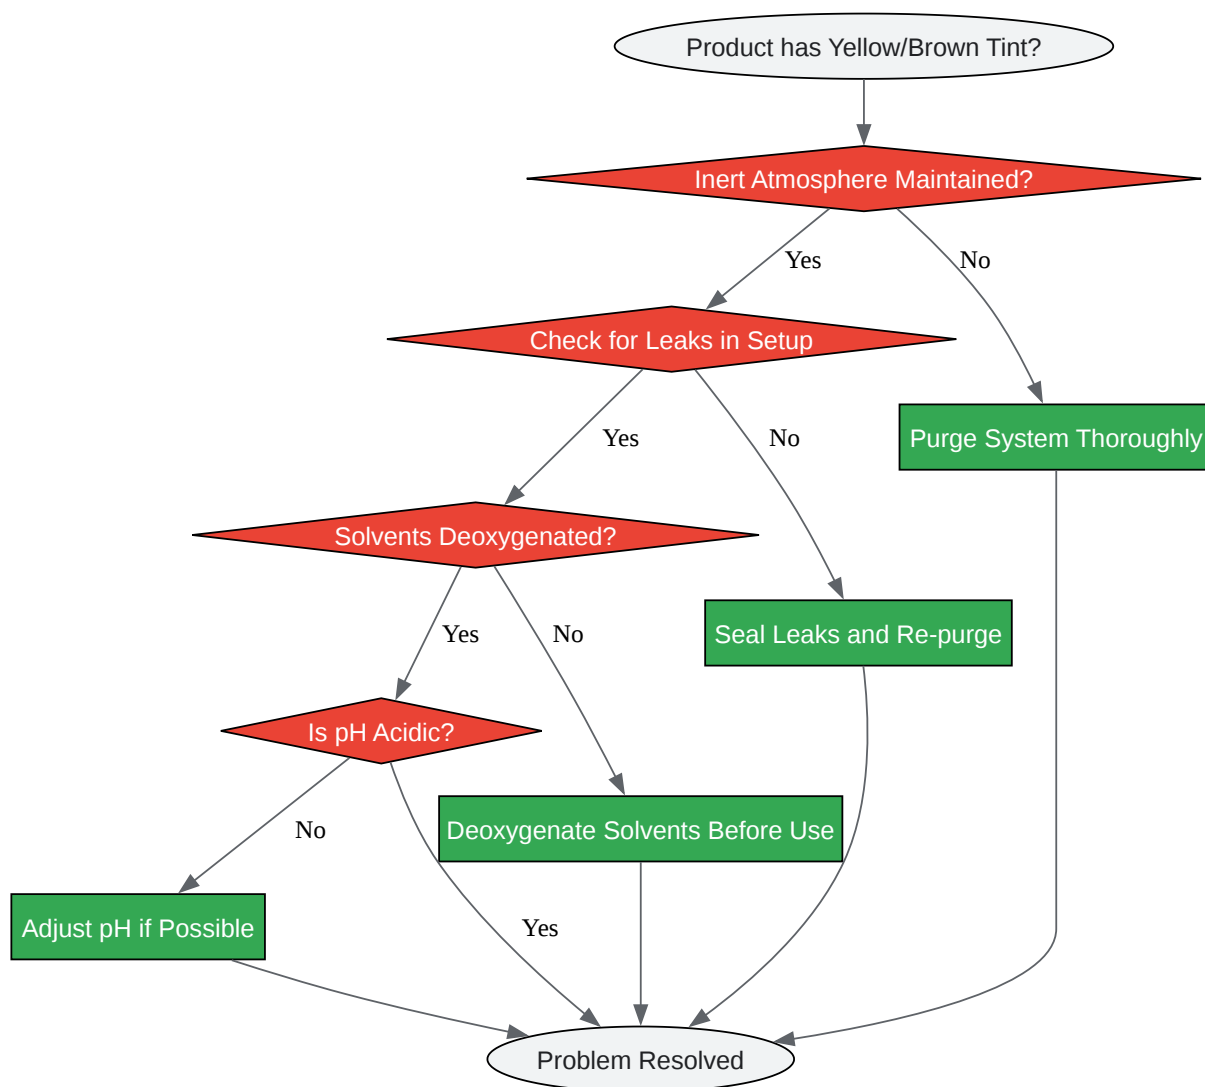 Product has Yellow/Brown Tint?
Inert Atmosphere Maintained?
Yes
No
Check for Leaks in Setup
Purge System Thoroughly
Yes
No
Solvents Deoxygenated?
Seal Leaks and Re-purge
Yes
No
Is pH Acidic?
Deoxygenate Solvents Before Use
No
Adjust pH if Possible
Yes
Problem Resolved